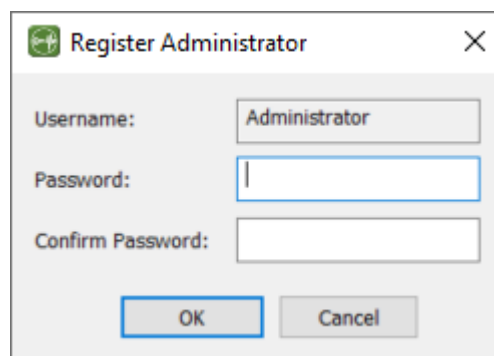 Register Administrator
Username: Administrator
Password:
Confirm Password:
OK Cancel